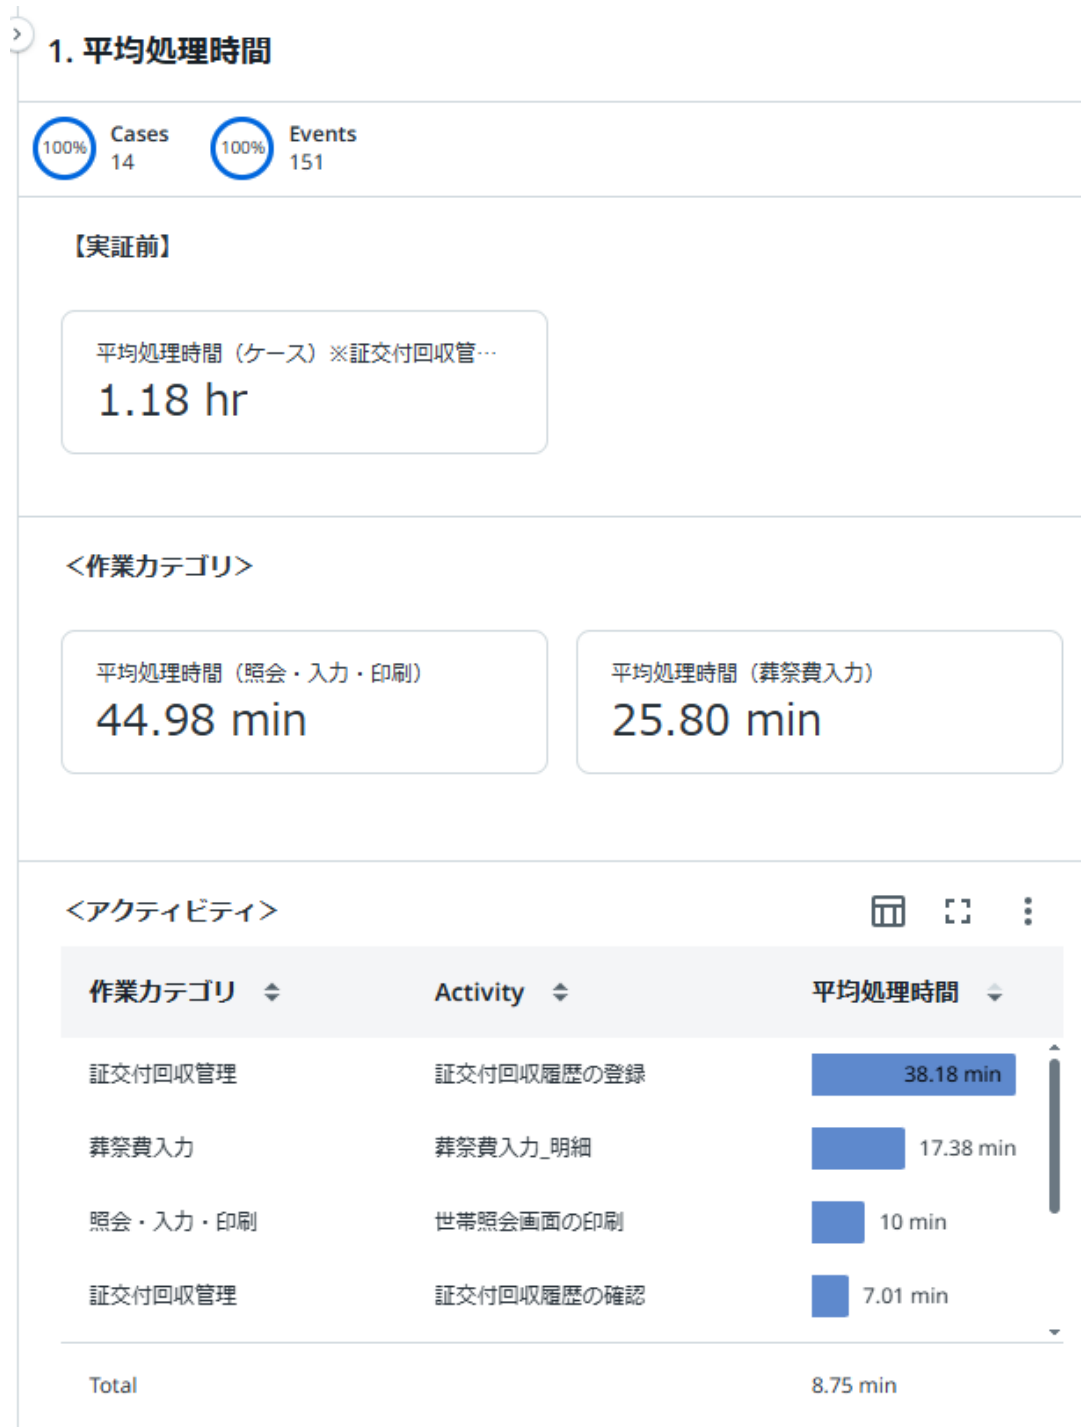 1. 平均処理時間
100% Cases 14
100% Events 151
【実証前】
平均処理時間（ケース）※証交付回収管…
1.18 hr
＜作業カテゴリ＞
平均処理時間（照会・入力・印刷）
44.98 min
平均処理時間（葬祭費入力）
25.80 min
＜アクティビティ＞
作業カテゴリ Activity 平均処理時間
証交付回収管理 証交付回収履歴の登録 38.18 min
葬祭費入力 葬祭費入力_明細 17.38 min
照会・入力・印刷 世帯照会画面の印刷 10 min
証交付回収管理 証交付回収履歴の確認 7.01 min
Total 8.75 min